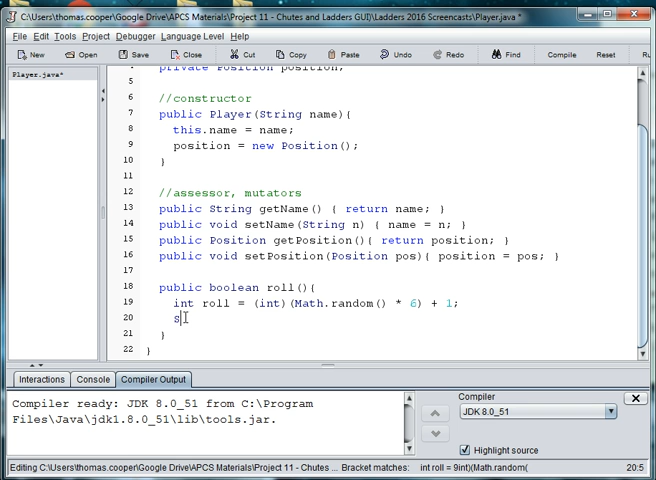 C:\Users\thomas.cooper\Google Drive\APCS Materials\Project 11 - Chutes and Ladders GUI\Ladders 2016 Screencasts\Player.java *
File Edit Tools Project Debugger Language Level Help
New Open Save Close Cut Copy Paste Undo Redo Find Compile Reset Ru
Player.java*
private Position position;
5
6 //constructor
7 public Player(String name){
8 this.name = name;
9 position = new Position();
10 }
11
12 //assessor, mutators
13 public String getName() { return name; }
14 public void setName(String n) { name = n; }
15 public Position getPosition(){ return position; }
16 public void setPosition(Position pos){ position = pos; }
17
18 public boolean roll(){
19 int roll = (int)(Math.random() * 6) + 1;
20 s
21 }
22 }
Interactions Console Compiler Output
Compiler ready: JDK 8.0_51 from C:\Program
Files\Java\jdk1.8.0_51\lib\tools.jar.
Compiler
JDK 8.0_51
Highlight source
Editing C:\Users\thomas.cooper\Google Drive\APCS Materials\Project 11 - Chutes ... Bracket matches: int roll = 9int)(Math.random( 20:5